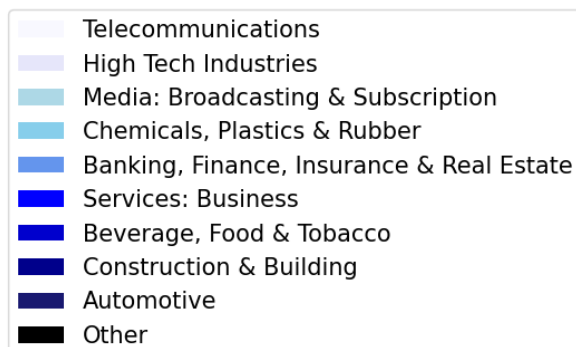 Telecommunications
High Tech Industries
Media: Broadcasting & Subscription
Chemicals, Plastics & Rubber
Banking, Finance, Insurance & Real Estate
Services: Business
Beverage, Food & Tobacco
Construction & Building
Automotive
Other